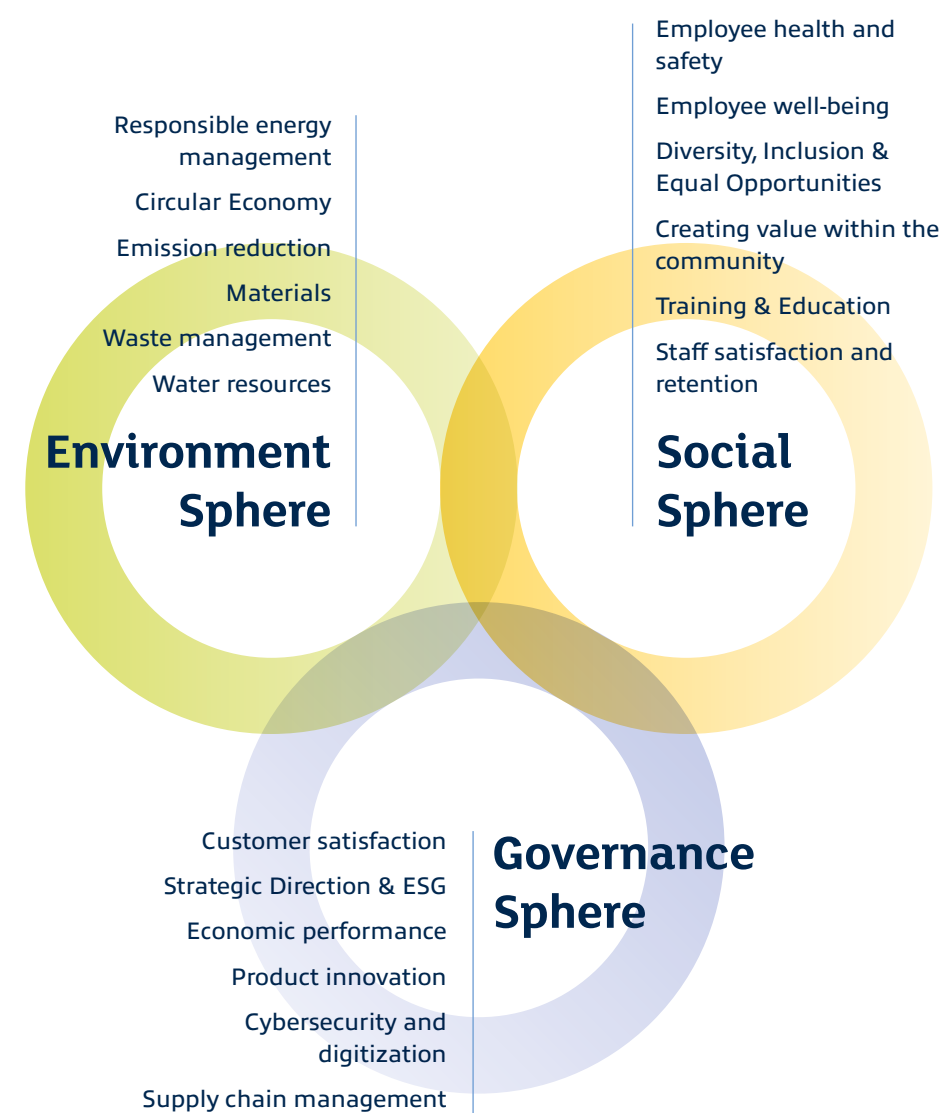 Responsible energy
management
Circular Economy
Emission reduction
Materials
Waste management
Water resources
Environment
Sphere
Employee health and
safety
Employee well-being
Diversity, Inclusion &
Equal Opportunities
Creating value within the
community
Training & Education
Staff satisfaction and
retention
Social
Sphere
Customer satisfaction
Strategic Direction & ESG
Economic performance
Product innovation
Cybersecurity and
digitization
Supply chain management
Governance
Sphere